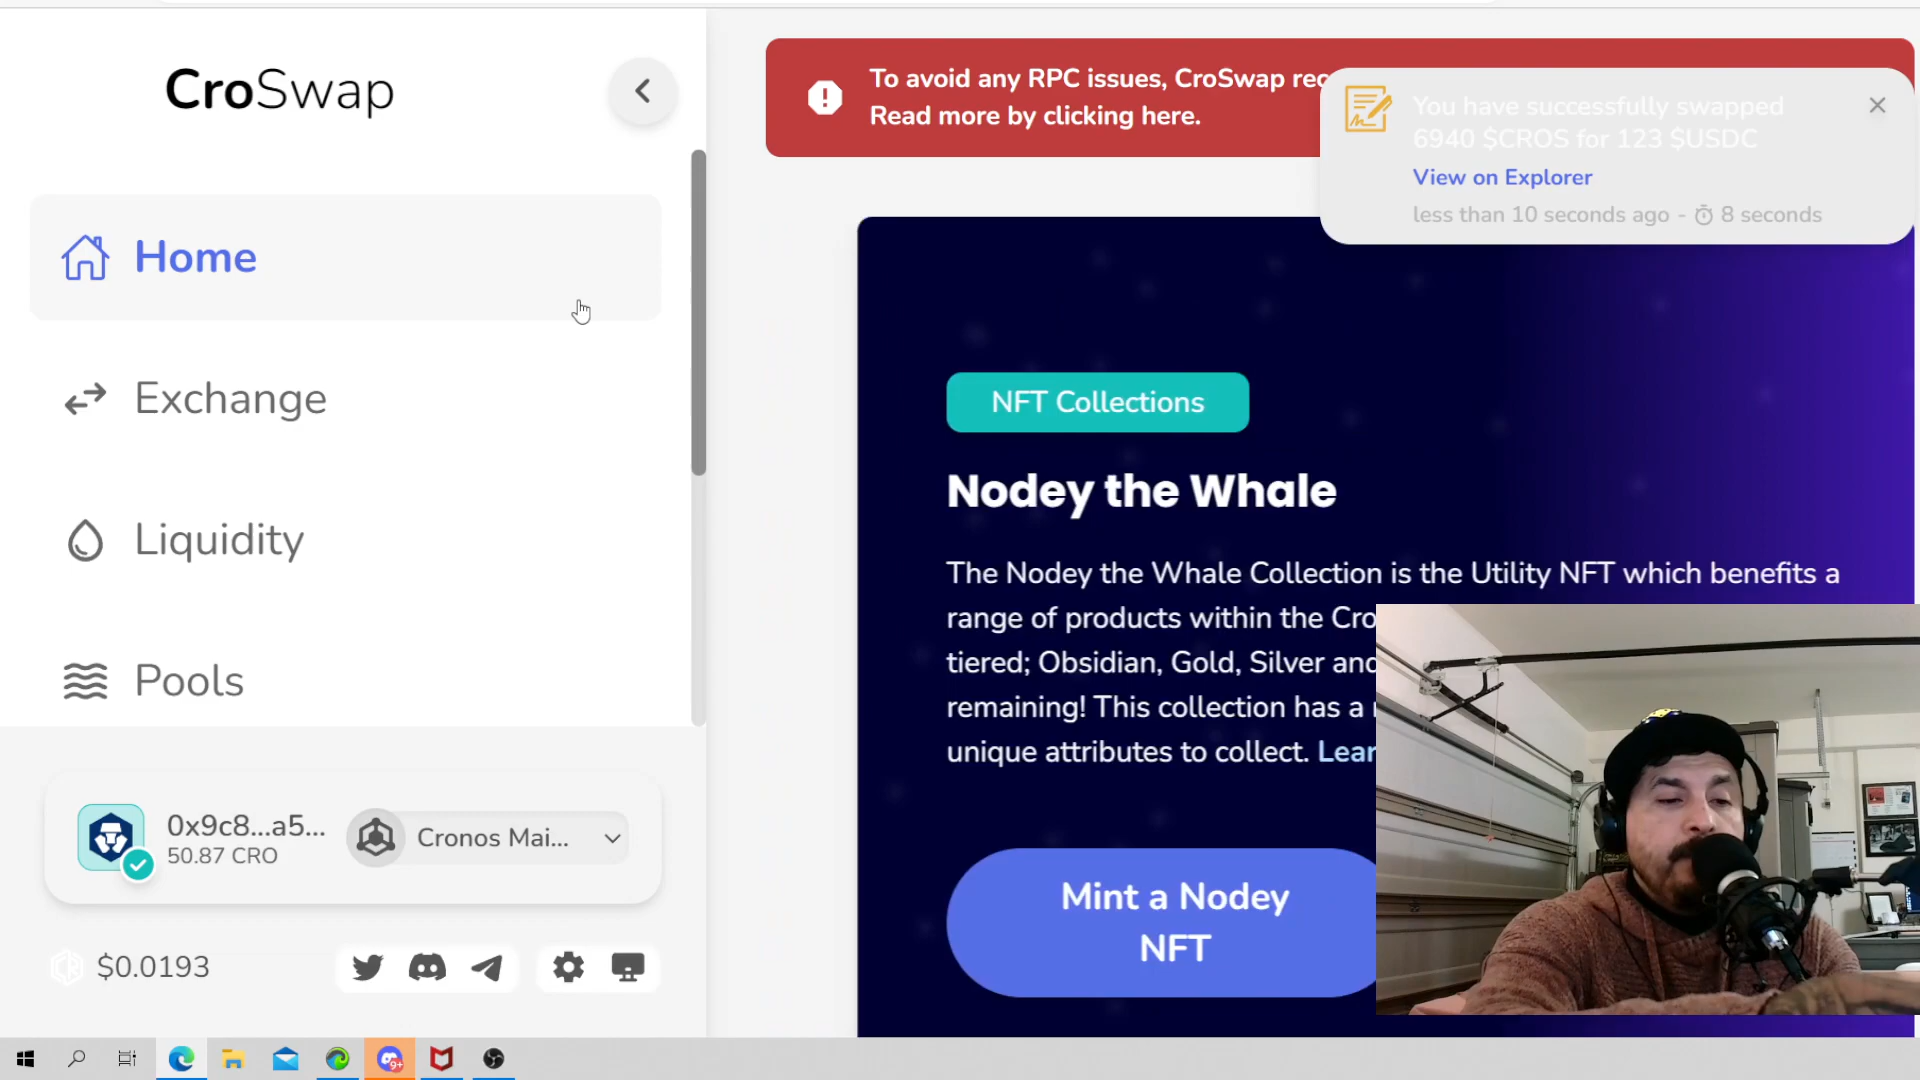 CroSwap
Home
Exchange
Liquidity
Pools
0x9c8...a5...
50.87 CRO
Cronos Mai...
$0.0193
To avoid any RPC issues, CroSwap rec
Read more by clicking here.
You have successfully swapped
6940 $CROS for 123 $USDC
View on Explorer
less than 10 seconds ago - 8 seconds
NFT Collections
Nodey the Whale
The Nodey the Whale Collection is the Utility NFT which benefits a
range of products within the Cro
tiered; Obsidian, Gold, Silver and
remaining! This collection has a
unique attributes to collect. Lear
Mint a Nodey
NFT
9+